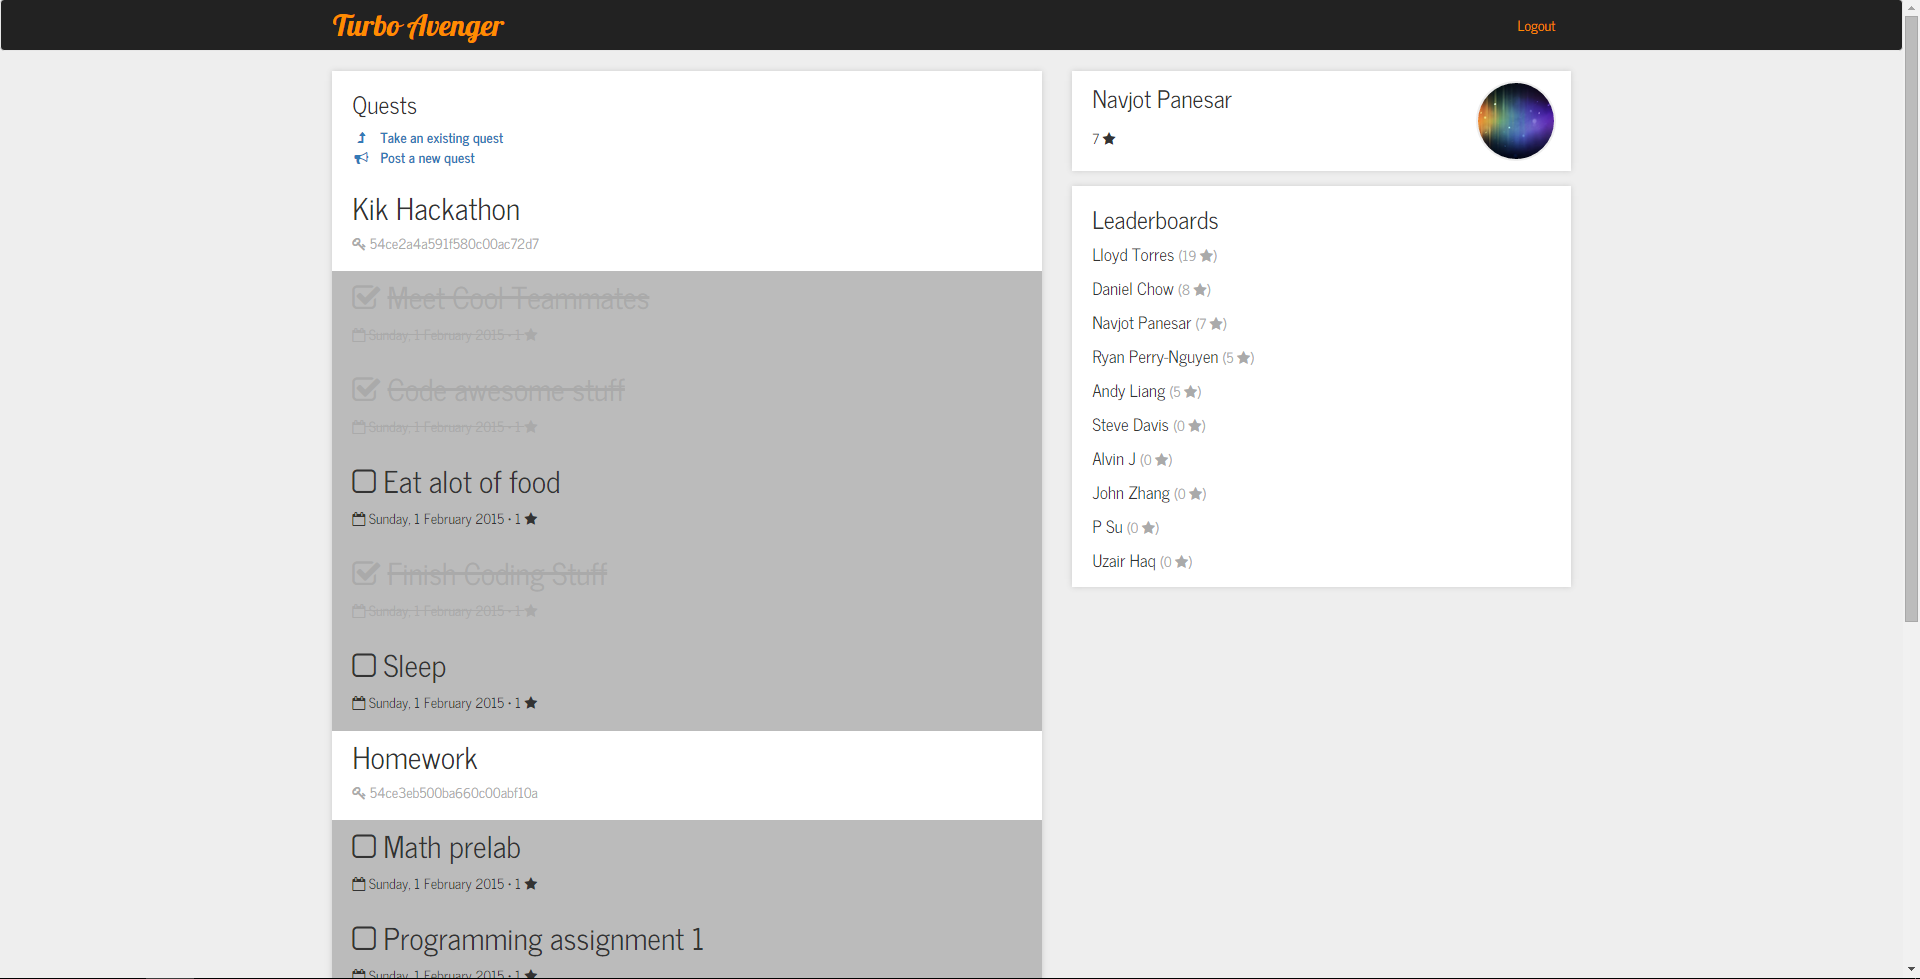 Turbo Avenger
Logout
Quests
Take an existing quest
Post a new quest
Kik Hackathon
54ce2a4a591f580c00ac72d7
Meet Cool Teammates
Sunday, 1 February 2015 • 1 ★
Code awesome stuff
Sunday, 1 February 2015 • 1 ★
Eat alot of food
Sunday, 1 February 2015 • 1 ★
Finish Coding Stuff
Sunday, 1 February 2015 • 1 ★
Sleep
Sunday, 1 February 2015 • 1 ★
Homework
54ce3eb500ba660c00abf10a
Math prelab
Sunday, 1 February 2015 • 1 ★
Programming assignment 1
Sunday, 1 February 2015 • 1 ★
Navjot Panesar
7 ★
Leaderboards
Lloyd Torres (19 ★)
Daniel Chow (8 ★)
Navjot Panesar (7 ★)
Ryan Perry-Nguyen (5 ★)
Andy Liang (5 ★)
Steve Davis (0 ★)
Alvin J (0 ★)
John Zhang (0 ★)
P Su (0 ★)
Uzair Haq (0 ★)